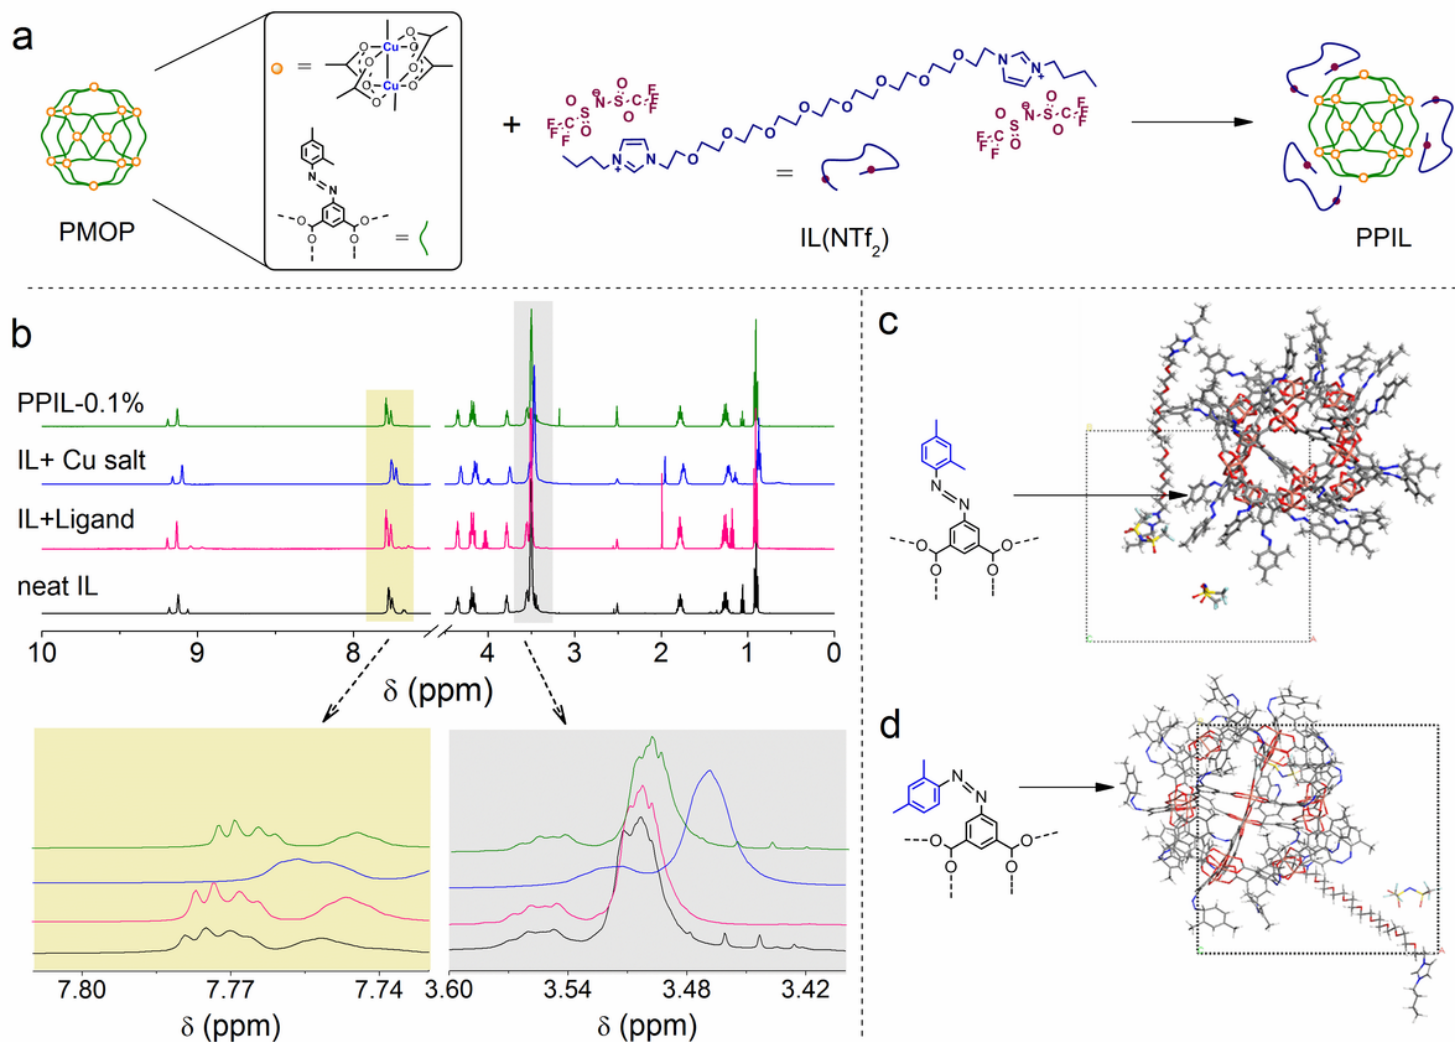 a
PMOP
Cu
Cu
O O O O O O O O
=
N=N
O O O O
=
+
F F F C S N S C F F F
O O O O
⊖
N N +
O O O O O O O
N N +
F F F C S N S C F F F
O O O O
⊖
=
IL(NTf2)
PPIL
b
PPIL-0.1%
IL+ Cu salt
IL+Ligand
neat IL
10 9 8 4 3 2 1 0
δ (ppm)
7.80 7.77 7.74
δ (ppm)
3.60 3.54 3.48 3.42
δ (ppm)
c
N
N
O O
O O
d
N N
O O
O O